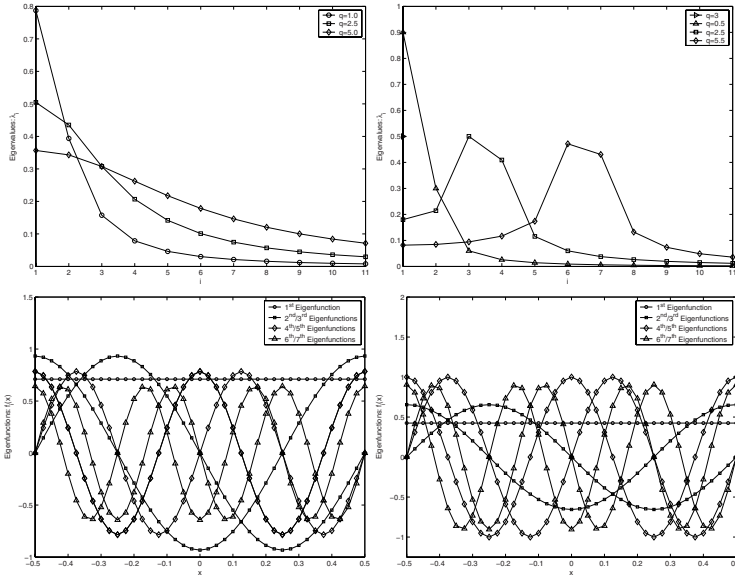 0.8
0.7
0.6
0.5
0.4
0.3
0.2
0.1
0
1 2 3 4 5 6 7 8 9 10 11
i
Eigenvalues: λi
q=1.0
q=2.5
q=5.0
1
0.9
0.8
0.7
0.6
0.5
0.4
0.3
0.2
0.1
0
1 2 3 4 5 6 7 8 9 10 11
i
Eigenvalues: λi
q=3
q=0.5
q=2.5
q=5.5
1.5
1
0.5
0
−0.5
−1
−0.5 −0.4 −0.3 −0.2 −0.1 0 0.1 0.2 0.3 0.4 0.5
x
Eigenfunctions: fi(x)
1st Eigenfunction
2nd/3rd Eigenfunctions
4th/5th Eigenfunctions
6th/7th Eigenfunctions
2
1.5
1
0.5
0
−0.5
−1
−0.5 −0.4 −0.3 −0.2 −0.1 0 0.1 0.2 0.3 0.4 0.5
x
Eigenfunctions: fi(x)
1st Eigenfunction
2nd/3rd Eigenfunctions
4th/5th Eigenfunctions
6th/7th Eigenfunctions